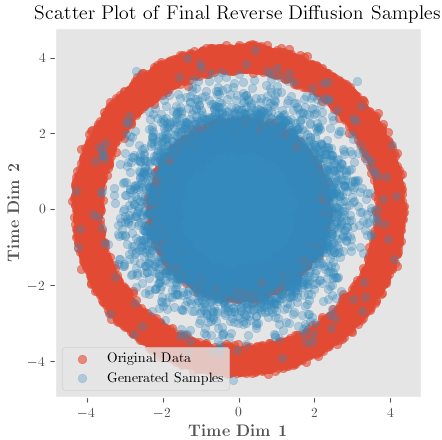 Scatter Plot of Final Reverse Diffusion Samples
4
2
0
−2
−4
Time Dim 2
Original Data
Generated Samples
−4 −2 0 2 4
Time Dim 1